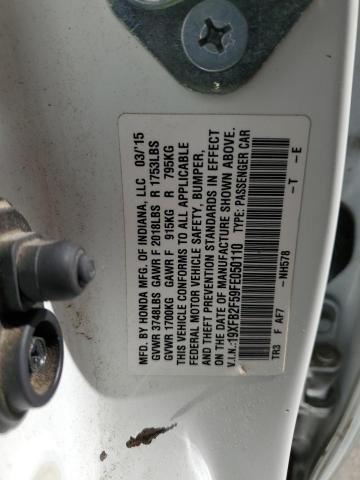 MFD. BY HONDA MFG. OF INDIANA, LLC 03/'15
GVWR 3748LBS GAWR F 2018LBS R 1753LBS
GVWR 1700KG GAWR F 915KG R 795KG
THIS VEHICLE CONFORMS TO ALL APPLICABLE
FEDERAL MOTOR VEHICLE SAFETY, BUMPER,
AND THEFT PREVENTION STANDARDS IN EFFECT
ON THE DATE OF MANUFACTURE SHOWN ABOVE.
V.I.N.:19XFB2F59FE050110 TYPE: PASSENGER CAR
TR3 F AF7 -NH578 -T -E